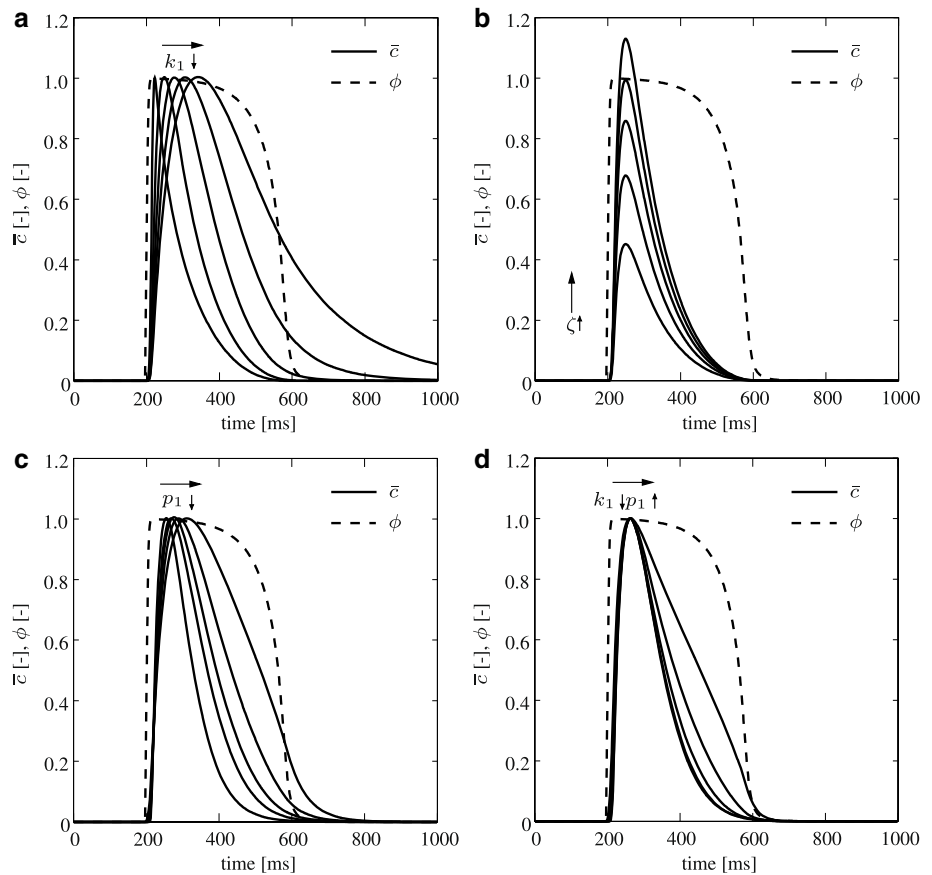 a
1.2
1.0
0.8
0.6
0.4
0.2
0
c̄ [-], ϕ [-]
k₁ ↓
c̄
ϕ
0 200 400 600 800 1000
time [ms]
b
1.2
1.0
0.8
0.6
0.4
0.2
0
c̄ [-], ϕ [-]
ζ↑
c̄
ϕ
0 200 400 600 800 1000
time [ms]
c
1.2
1.0
0.8
0.6
0.4
0.2
0
c̄ [-], ϕ [-]
p₁ ↓
c̄
ϕ
0 200 400 600 800 1000
time [ms]
d
1.2
1.0
0.8
0.6
0.4
0.2
0
c̄ [-], ϕ [-]
k₁ ↓ p₁ ↑
c̄
ϕ
0 200 400 600 800 1000
time [ms]